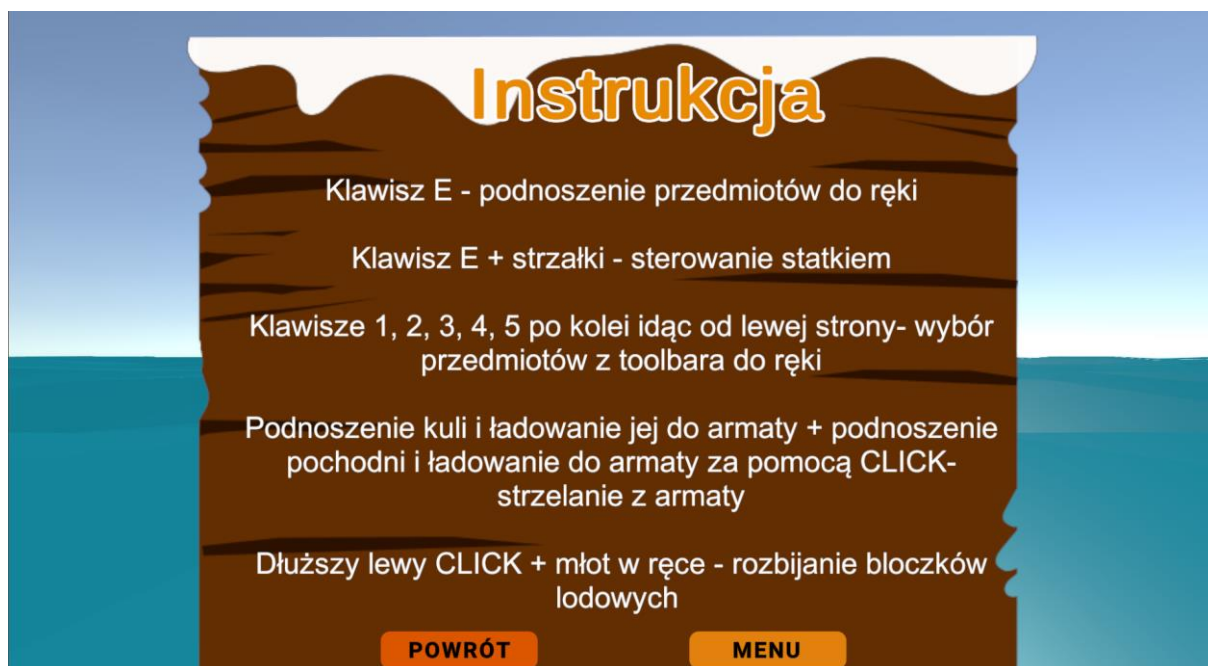 Instrukcja
Klawisz E - podnoszenie przedmiotów do ręki
Klawisz E + strzałki - sterowanie statkiem
Klawisze 1, 2, 3, 4, 5 po kolei idąc od lewej strony- wybór
przedmiotów z toolbara do ręki
Podnoszenie kuli i ładowanie jej do armaty + podnoszenie
pochodni i ładowanie do armaty za pomocą CLICK-
strzelanie z armaty
Dłuższy lewy CLICK + młot w ręce - rozbijanie bloczków
lodowych
POWRÓT MENU